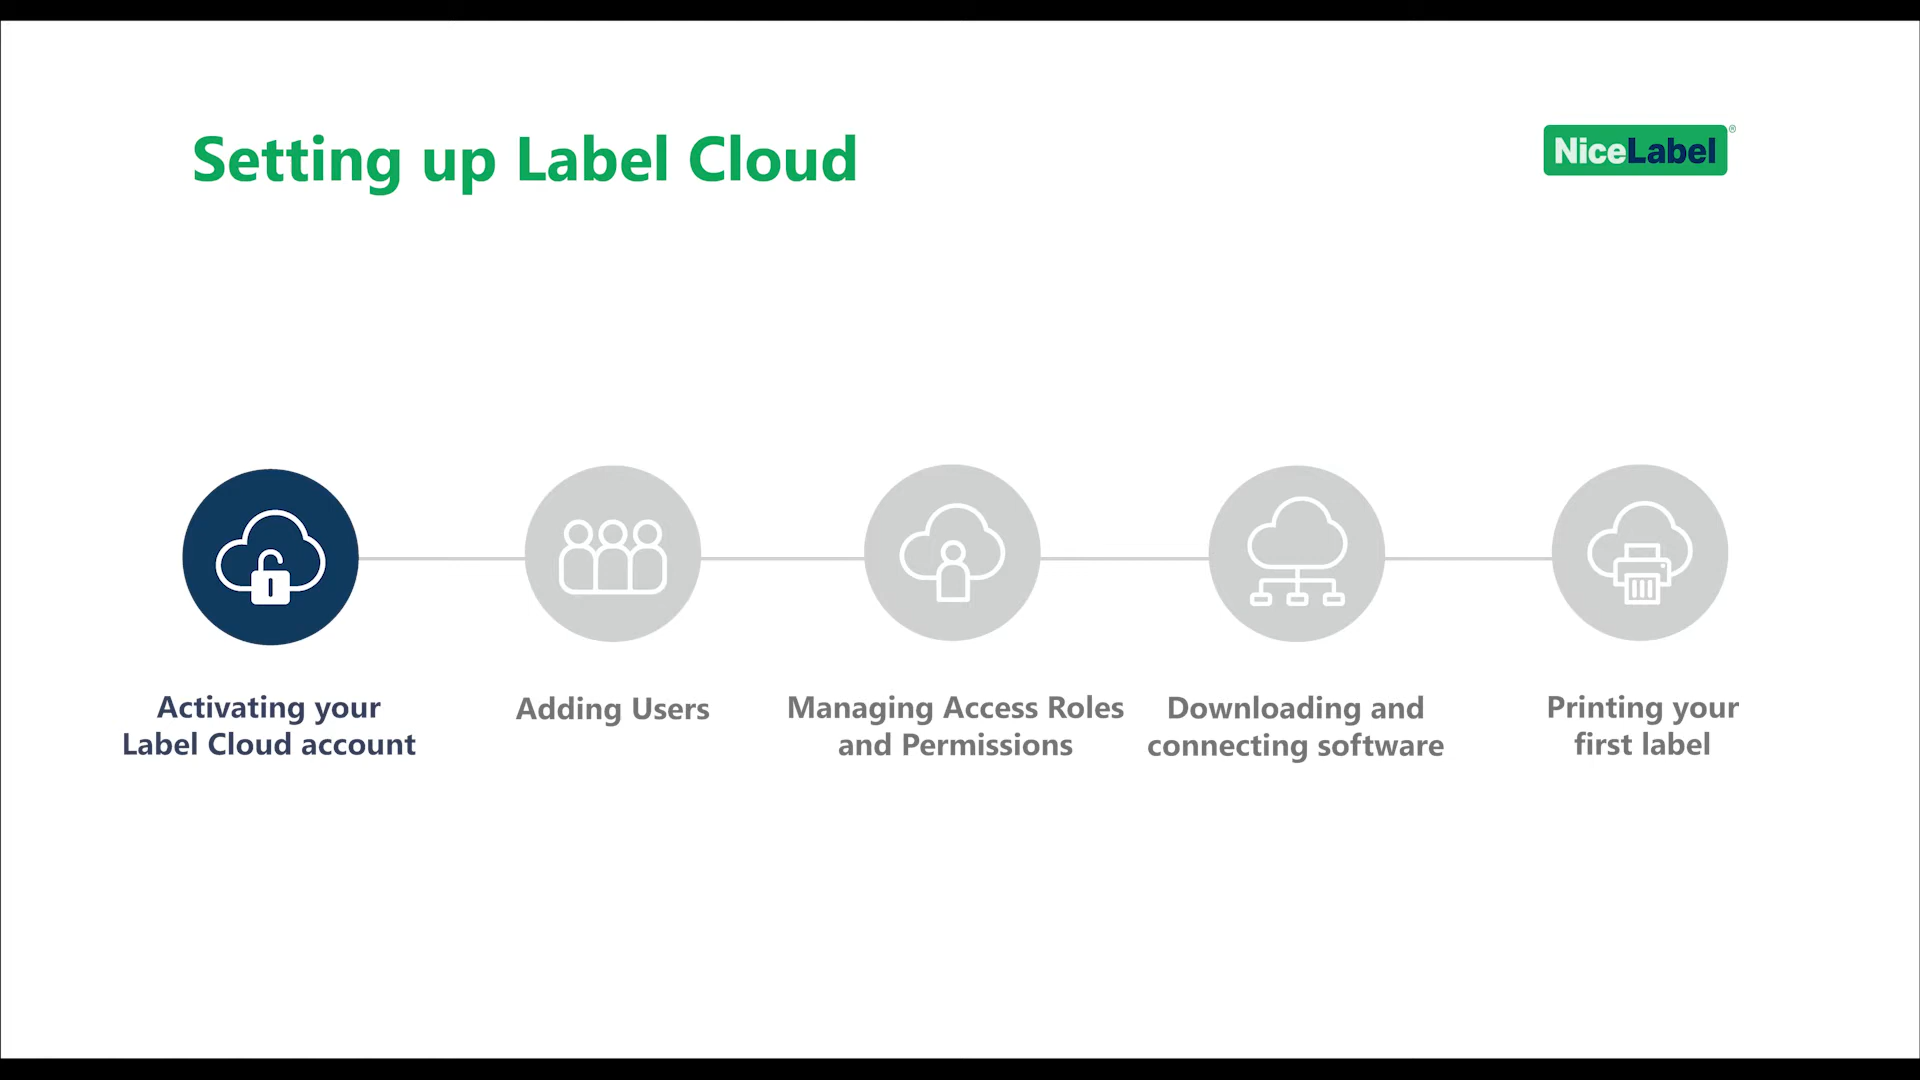 Setting up Label Cloud
NiceLabel®
Activating your
Label Cloud account
Adding Users
Managing Access Roles
and Permissions
Downloading and
connecting software
Printing your
first label